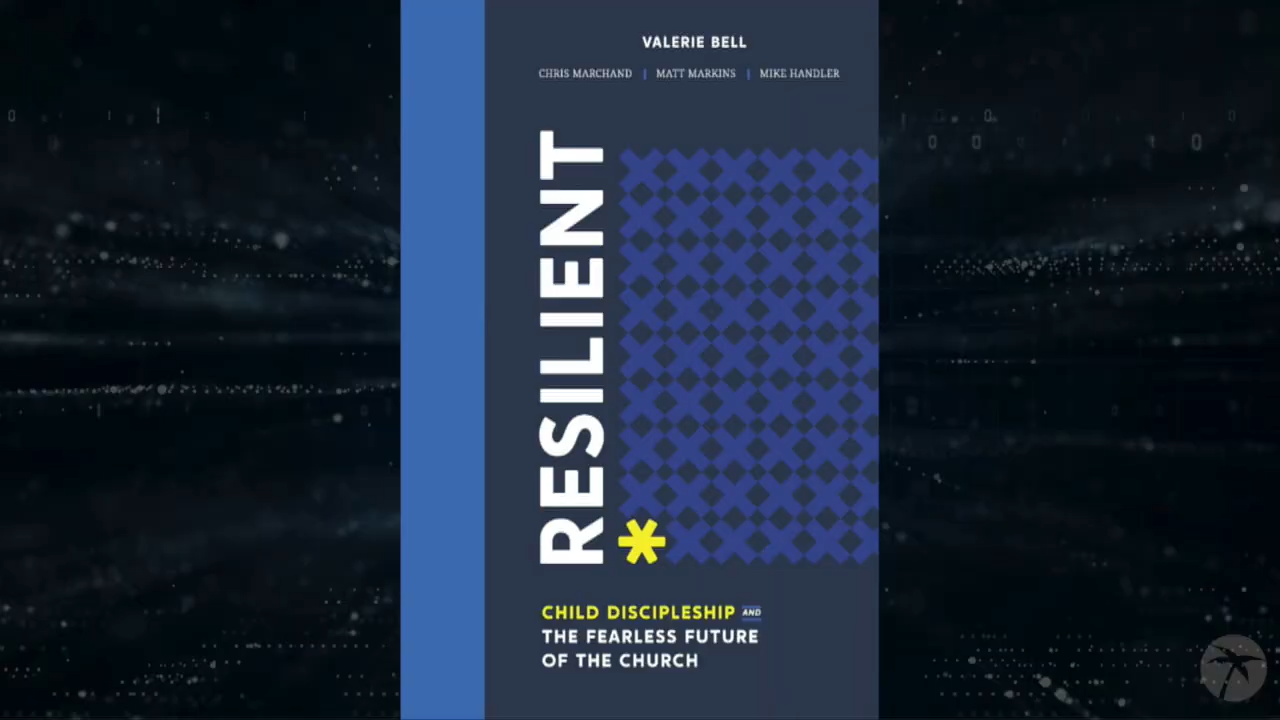 VALERIE BELL
CHRIS MARCHAND | MATT MARKINS | MIKE HANDLER
RESILIENT
CHILD DISCIPLESHIP AND
THE FEARLESS FUTURE
OF THE CHURCH